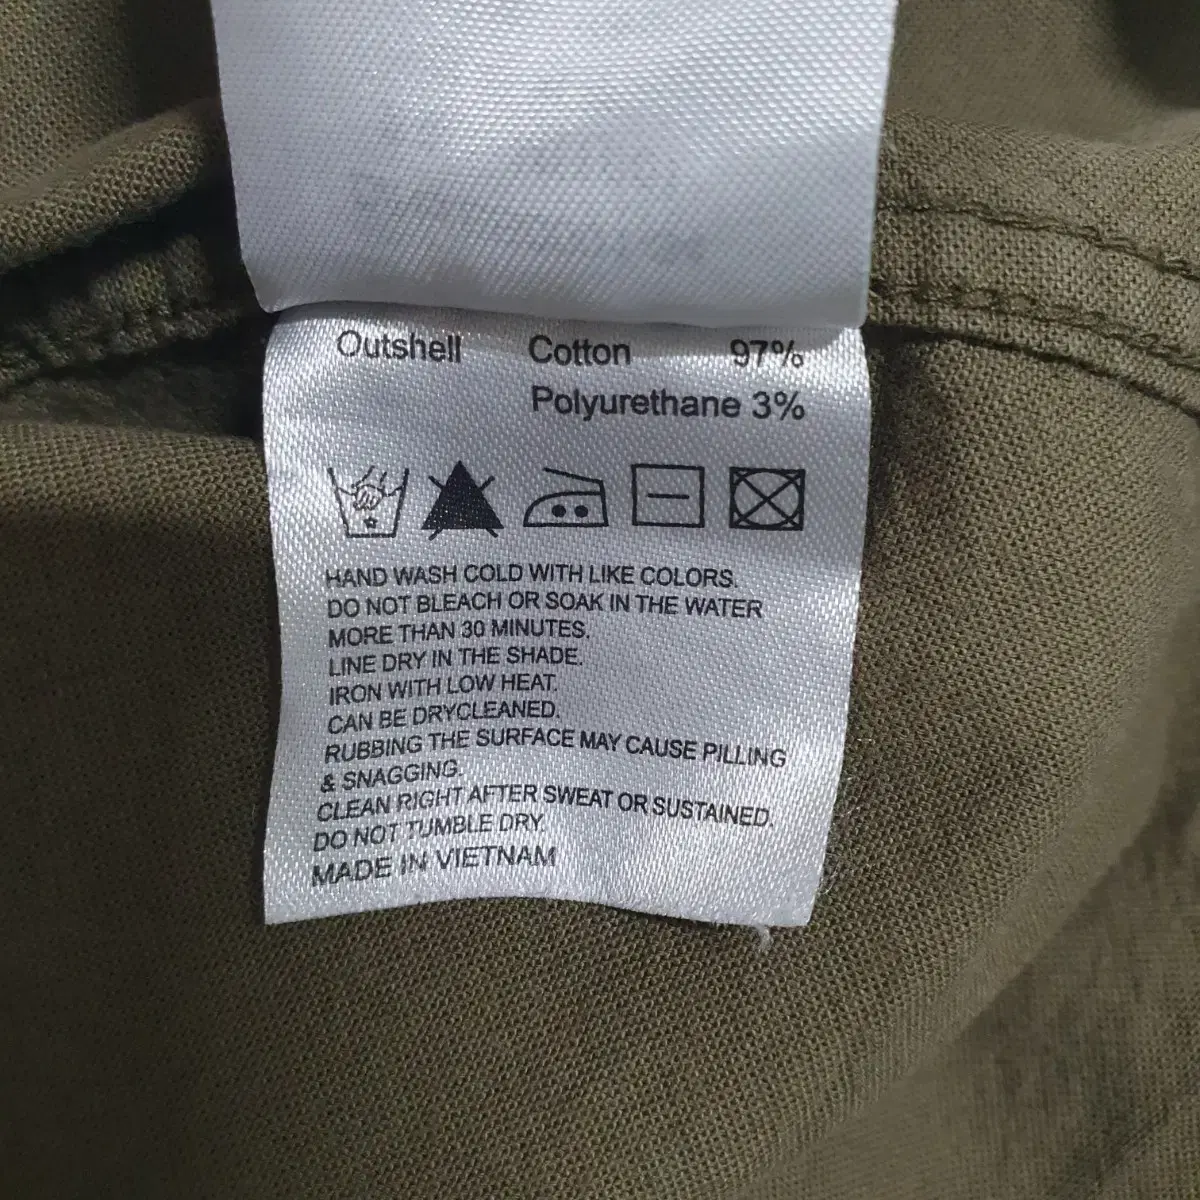 Outshell Cotton 97%
Polyurethane 3%
HAND WASH COLD WITH LIKE COLORS.
DO NOT BLEACH OR SOAK IN THE WATER
MORE THAN 30 MINUTES.
LINE DRY IN THE SHADE.
IRON WITH LOW HEAT.
CAN BE DRYCLEANED.
RUBBING THE SURFACE MAY CAUSE PILLING
& SNAGGING.
CLEAN RIGHT AFTER SWEAT OR SUSTAINED.
DO NOT TUMBLE DRY.
MADE IN VIETNAM